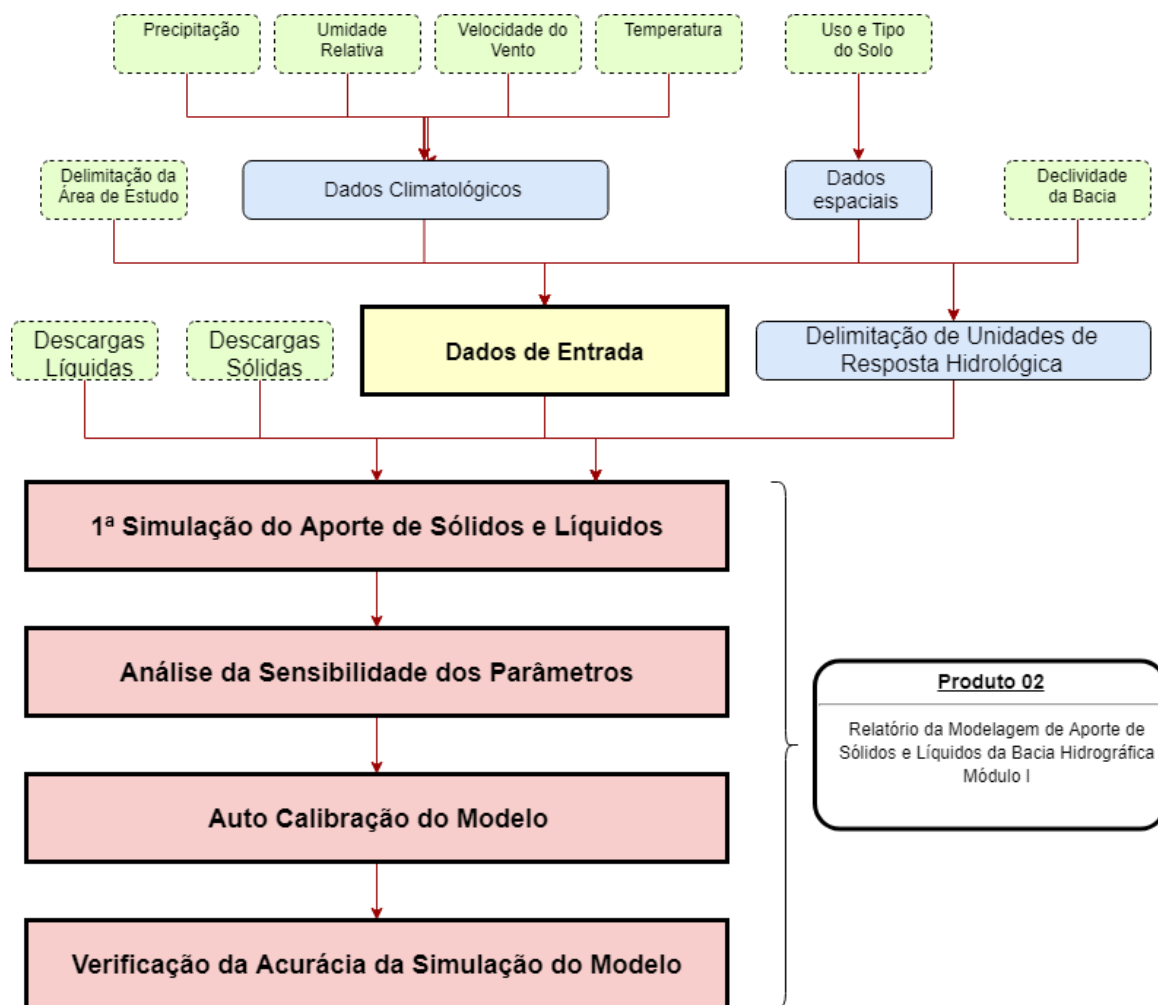 Precipitação
Umidade
Relativa
Velocidade do
Vento
Temperatura
Uso e Tipo
do Solo
Delimitação da
Área de Estudo
Dados Climatológicos
Dados
espaciais
Declividade
da Bacia
Descargas
Líquidas
Descargas
Sólidas
Dados de Entrada
Delimitação de Unidades de
Resposta Hidrológica
1ª Simulação do Aporte de Sólidos e Líquidos
Análise da Sensibilidade dos Parâmetros
Produto 02
Relatório da Modelagem de Aporte de
Sólidos e Líquidos da Bacia Hidrográfica
Módulo I
Auto Calibração do Modelo
Verificação da Acurácia da Simulação do Modelo